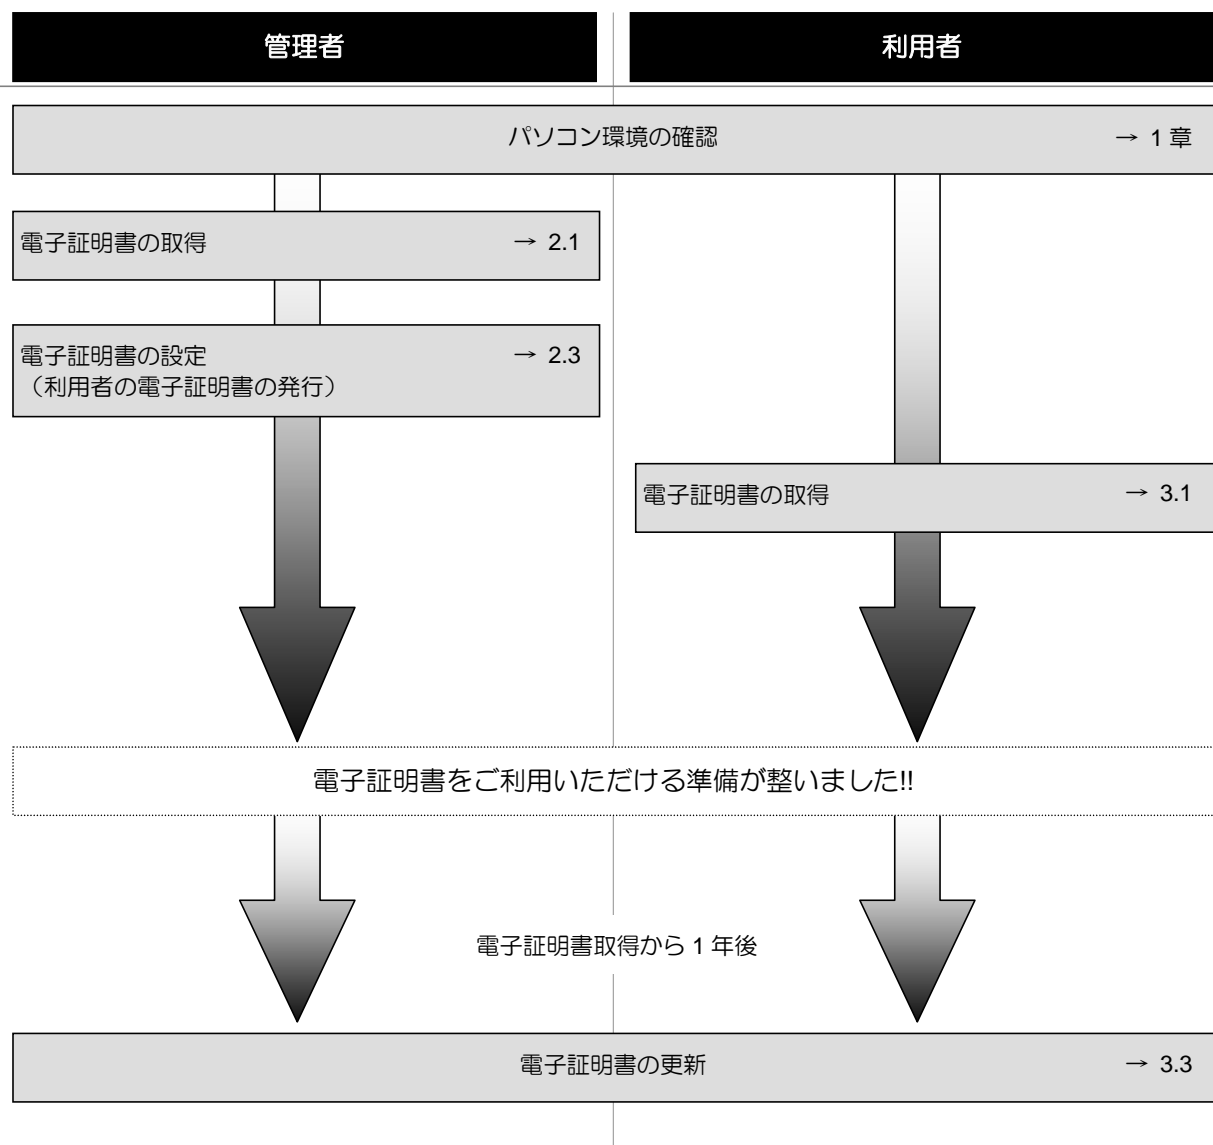 管理者
利用者
パソコン環境の確認 → 1 章
電子証明書の取得 → 2.1
電子証明書の設定 → 2.3
（利用者の電子証明書の発行）
電子証明書の取得 → 3.1
電子証明書をご利用いただける準備が整いました!!
電子証明書取得から 1 年後
電子証明書の更新 → 3.3